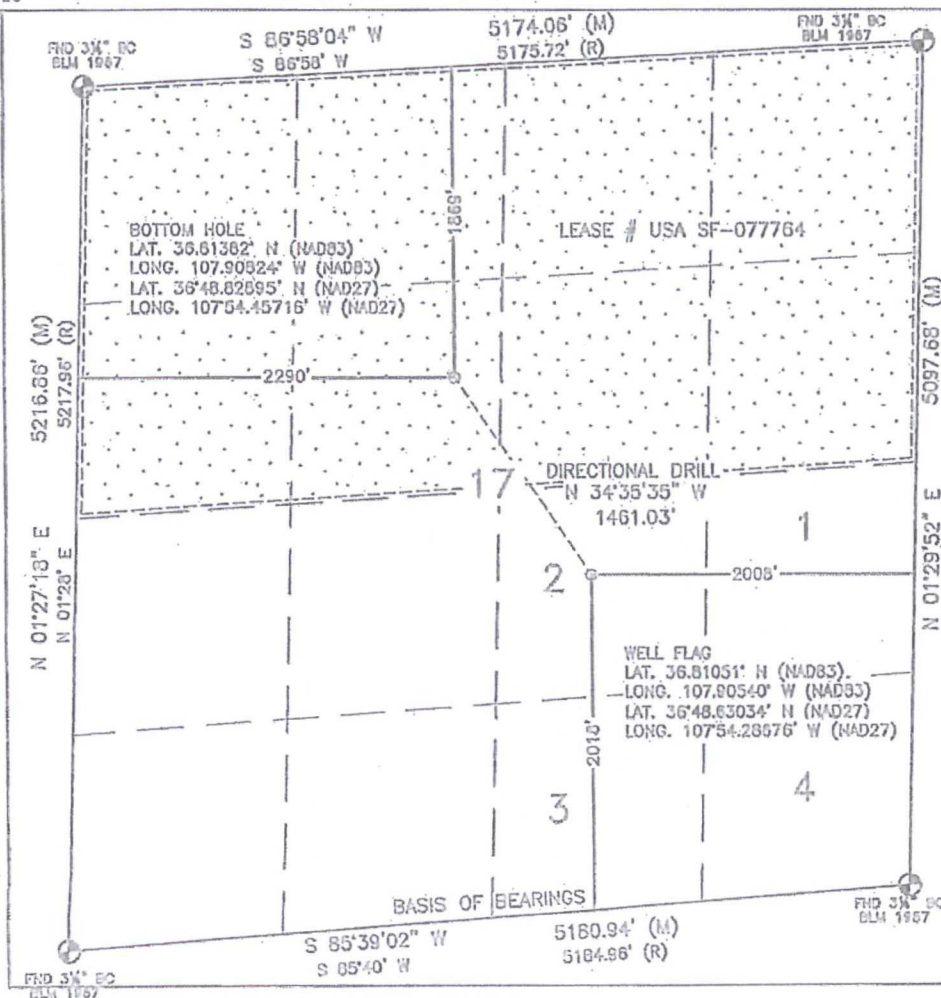 S 86°58'04" W
S 86°58' W
5174.06' (M)
5175.72' (R)
FND 3¼" BC
BLM 1967
FND 3¼" BC
BLM 1967
1869'
BOTTOM HOLE
LAT. 36.81382° N (NAD83)
LONG. 107.90824° W (NAD83)
LAT. 36°48.82895' N (NAD27)
LONG. 107°54.45716' W (NAD27)
LEASE # USA SF-077764
5216.86' (M)
5217.96' (R)
5097.68' (M)
2290'
17
DIRECTIONAL DRILL
N 34°35'35" W
1461.03'
1
2
2008'
N 01°27'18" E
N 01°28' E
N 01°29'52" E
WELL FLAG
LAT. 36.81051° N (NAD83)
LONG. 107.90540° W (NAD83)
LAT. 36°48.63034' N (NAD27)
LONG. 107°54.28676' W (NAD27)
2018'
3
4
BASIS OF BEARINGS
S 85°39'02" W
S 85°40' W
5160.94' (M)
5164.96' (R)
FND 3¼" BC
BLM 1967
FND 3¼" BC
BLM 1967